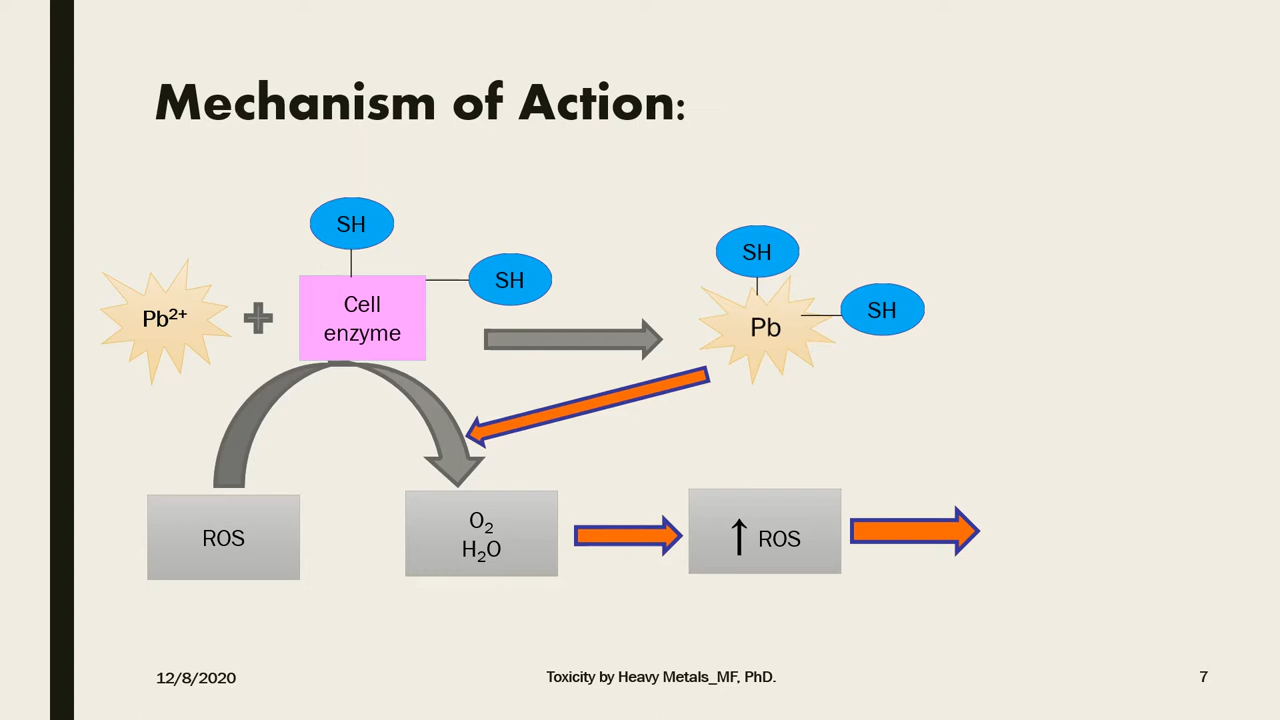 Mechanism of Action:
SH
SH
Cell
enzyme
Pb²⁺
SH
SH
Pb
ROS
O₂
H₂O
↑ ROS
12/8/2020
Toxicity by Heavy Metals_MF, PhD.
7